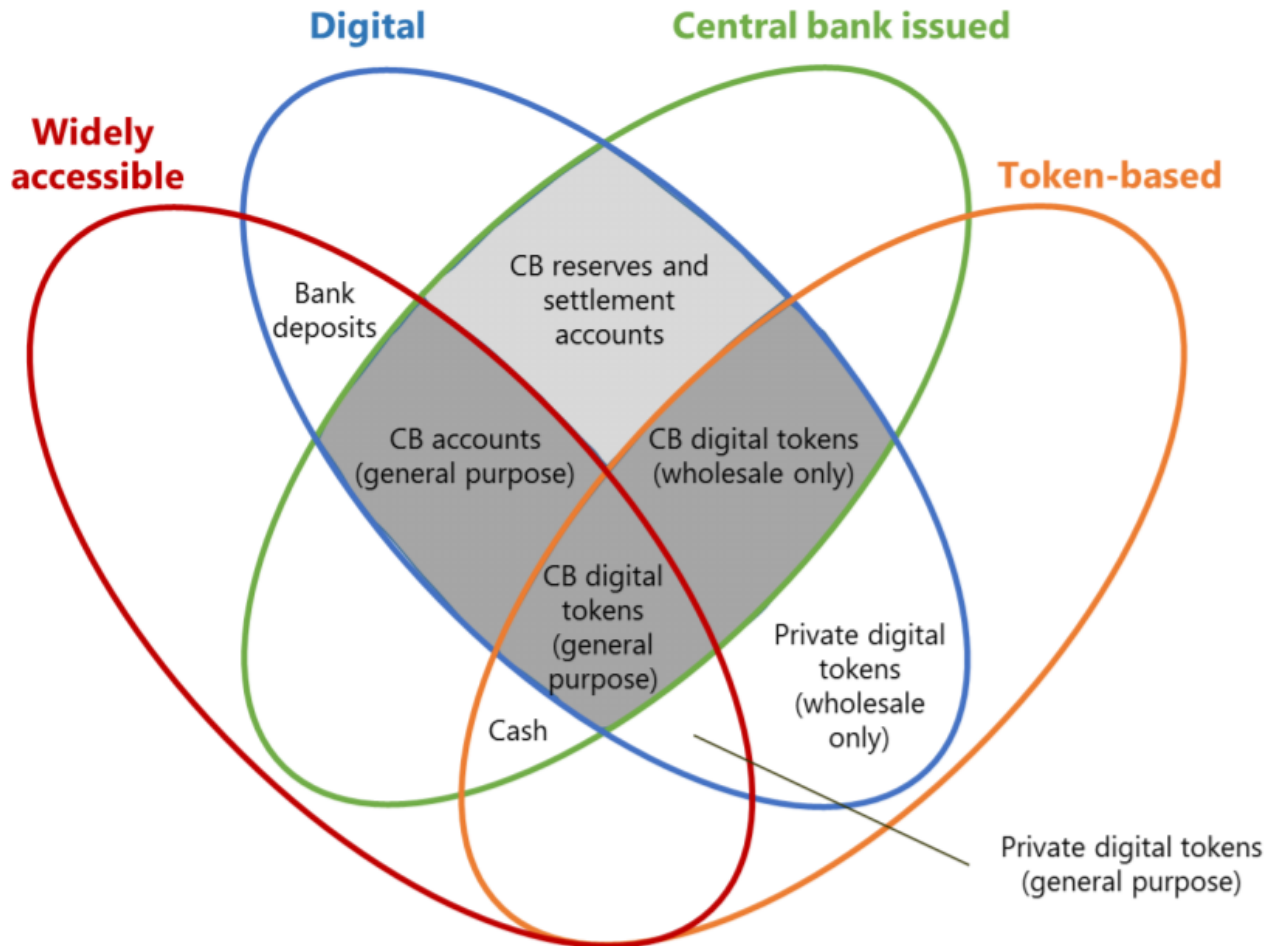 Digital
Central bank issued
Widely
accessible
Token-based
Bank
deposits
CB reserves and
settlement
accounts
CB accounts
(general purpose)
CB digital tokens
(wholesale only)
CB digital
tokens
(general
purpose)
Private digital
tokens
(wholesale
only)
Cash
Private digital tokens
(general purpose)